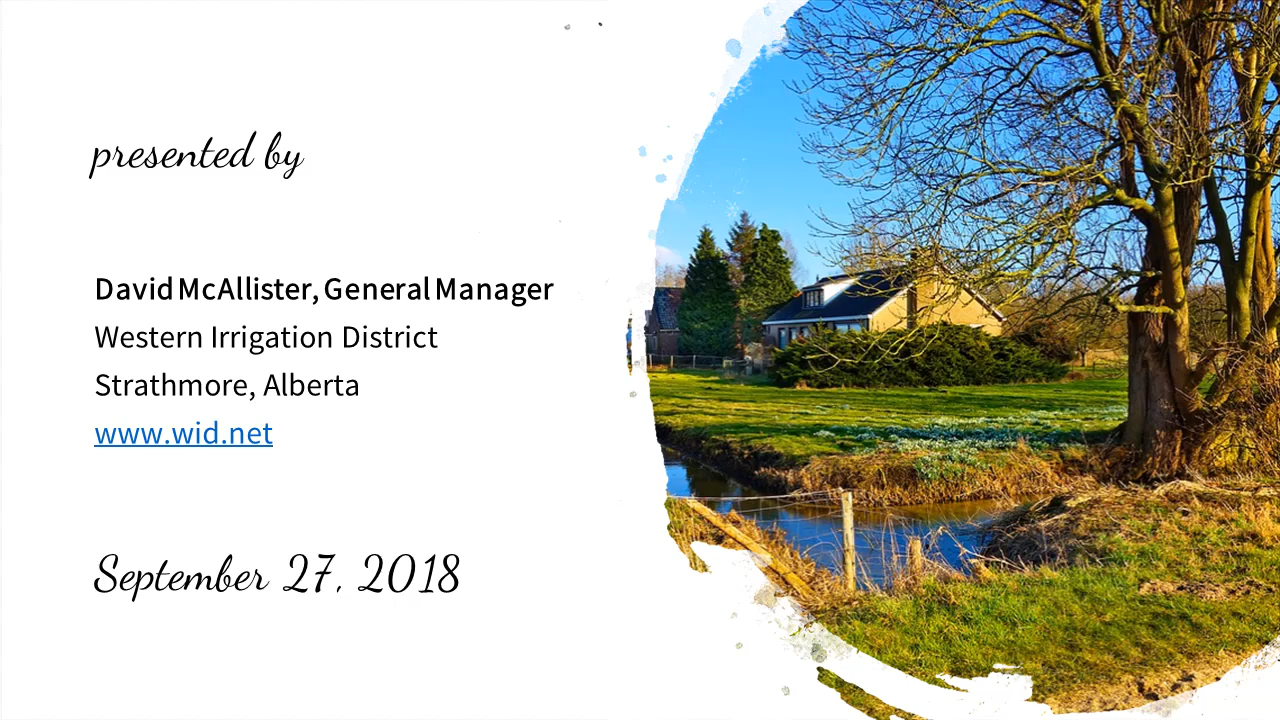 presented by
David McAllister, General Manager
Western Irrigation District
Strathmore, Alberta
www.wid.net
September 27, 2018